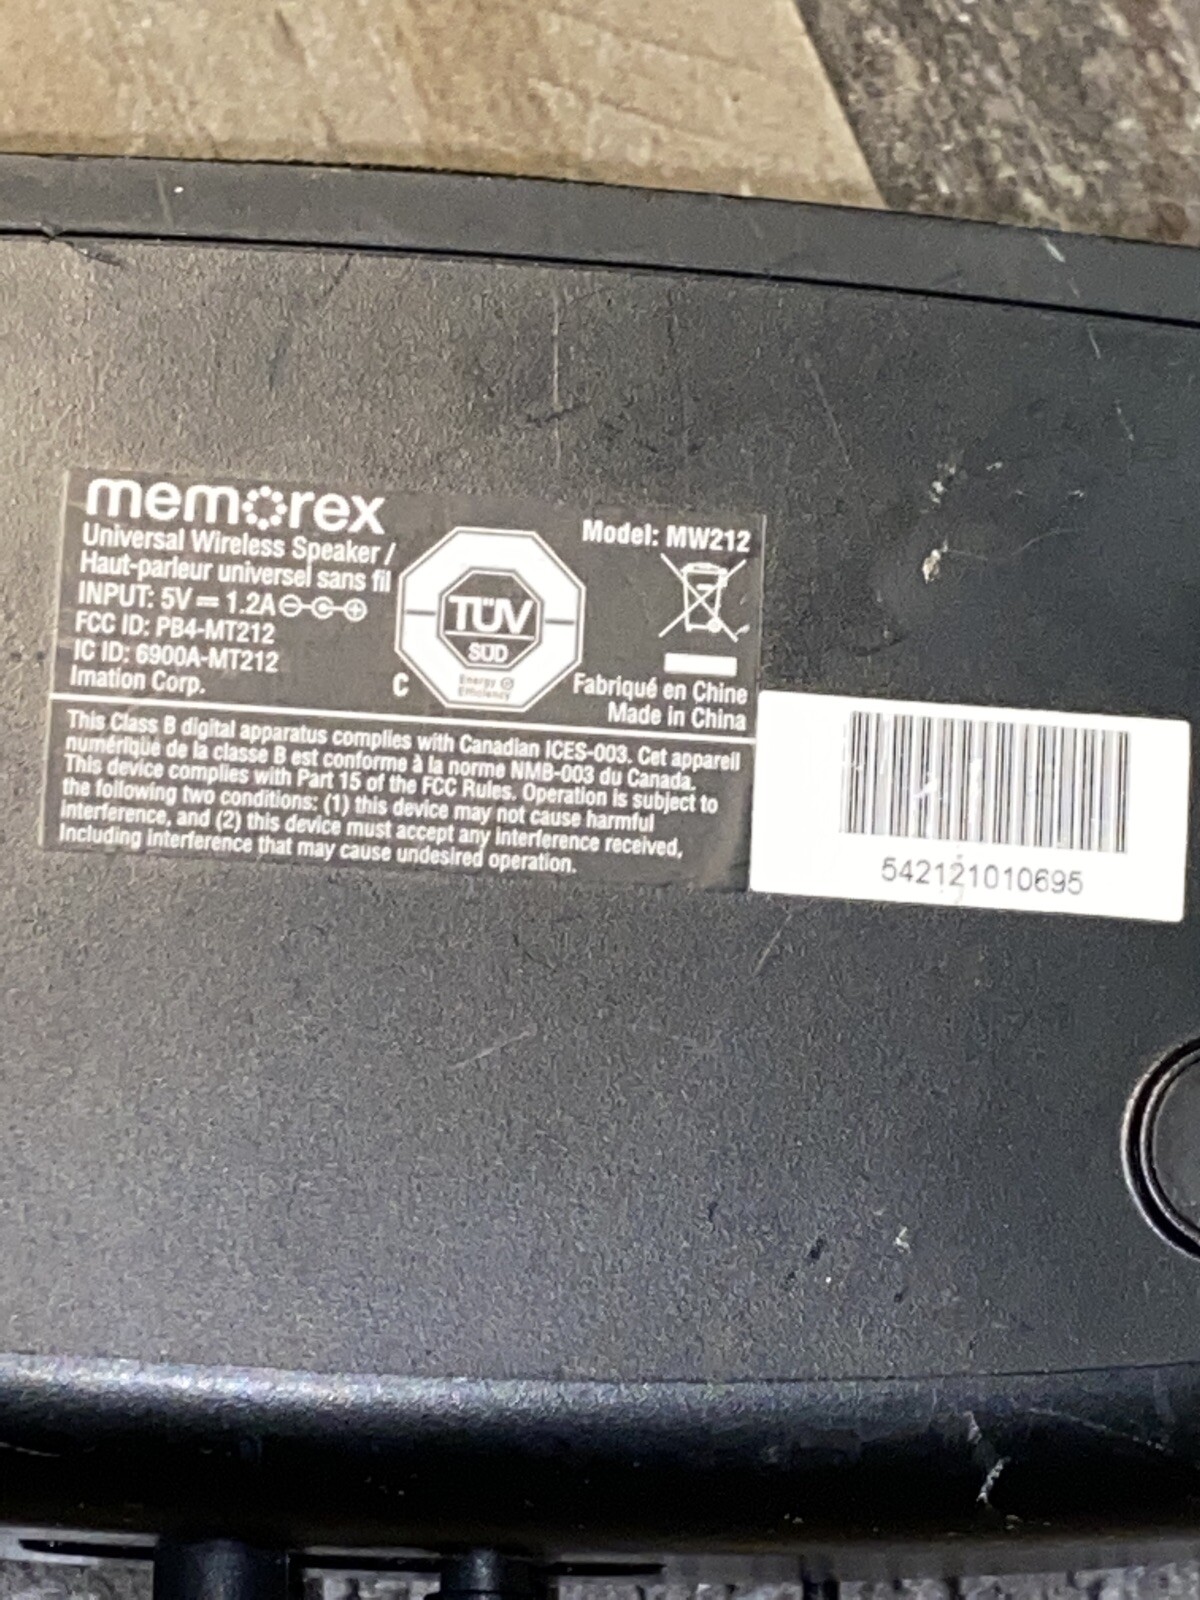 memorex
Universal Wireless Speaker /
Haut-parleur universel sans fil
INPUT: 5V ⎓ 1.2A
FCC ID: PB4-MT212
IC ID: 6900A-MT212
Imation Corp.
C
TÜV
SÜD
Energy
Efficiency
Model: MW212
Fabriqué en Chine
Made in China
This Class B digital apparatus complies with Canadian ICES-003. Cet appareil
numérique de la classe B est conforme à la norme NMB-003 du Canada.
This device complies with Part 15 of the FCC Rules. Operation is subject to
the following two conditions: (1) this device may not cause harmful
interference, and (2) this device must accept any interference received,
including interference that may cause undesired operation.
542121010695